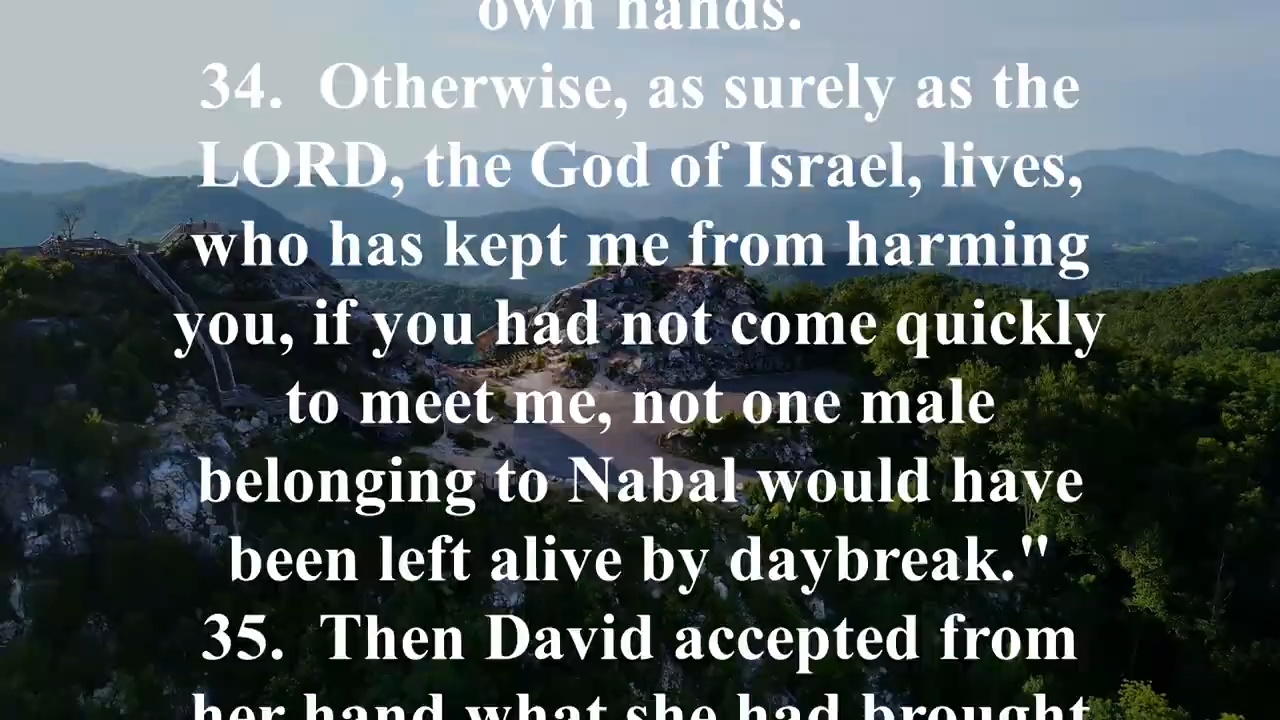 own hands.
34. Otherwise, as surely as the
LORD, the God of Israel, lives,
who has kept me from harming
you, if you had not come quickly
to meet me, not one male
belonging to Nabal would have
been left alive by daybreak."
35. Then David accepted from
her hand what she had brought